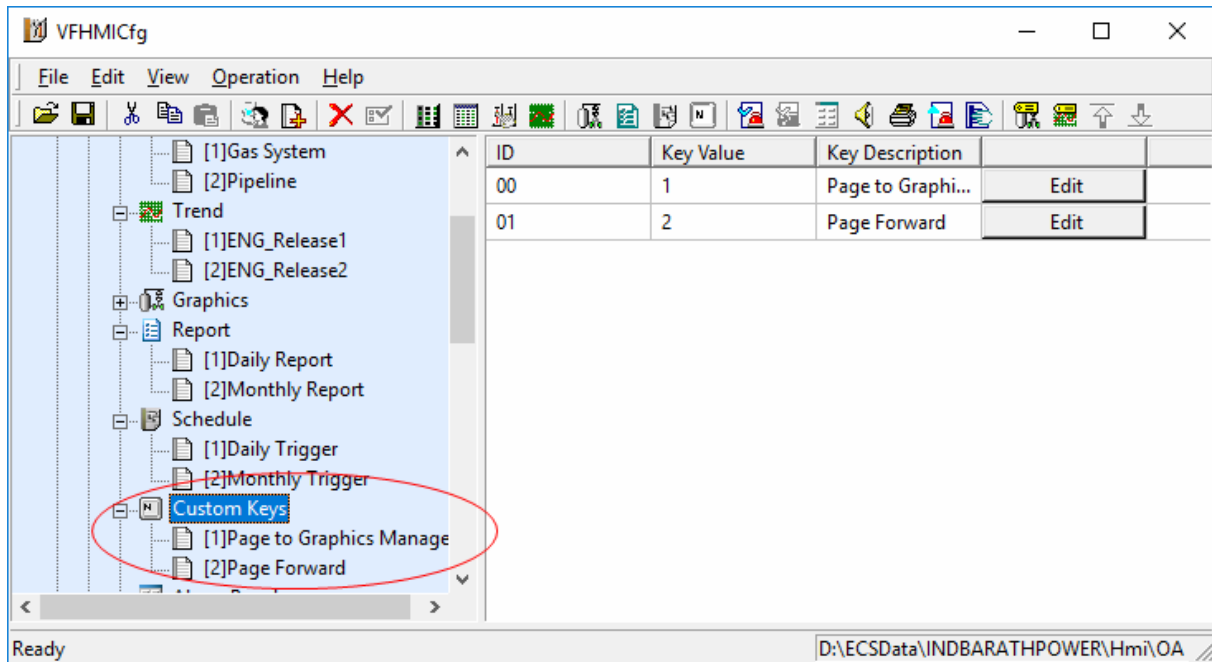 VFHMICfg
File Edit View Operation Help
[1]Gas System
[2]Pipeline
Trend
[1]ENG_Release1
[2]ENG_Release2
Graphics
Report
[1]Daily Report
[2]Monthly Report
Schedule
[1]Daily Trigger
[2]Monthly Trigger
Custom Keys
[1]Page to Graphics Manage
[2]Page Forward
ID Key Value Key Description
00 1 Page to Graphi... Edit
01 2 Page Forward Edit
Ready D:\ECSData\INDBARATHPOWER\Hmi\OA